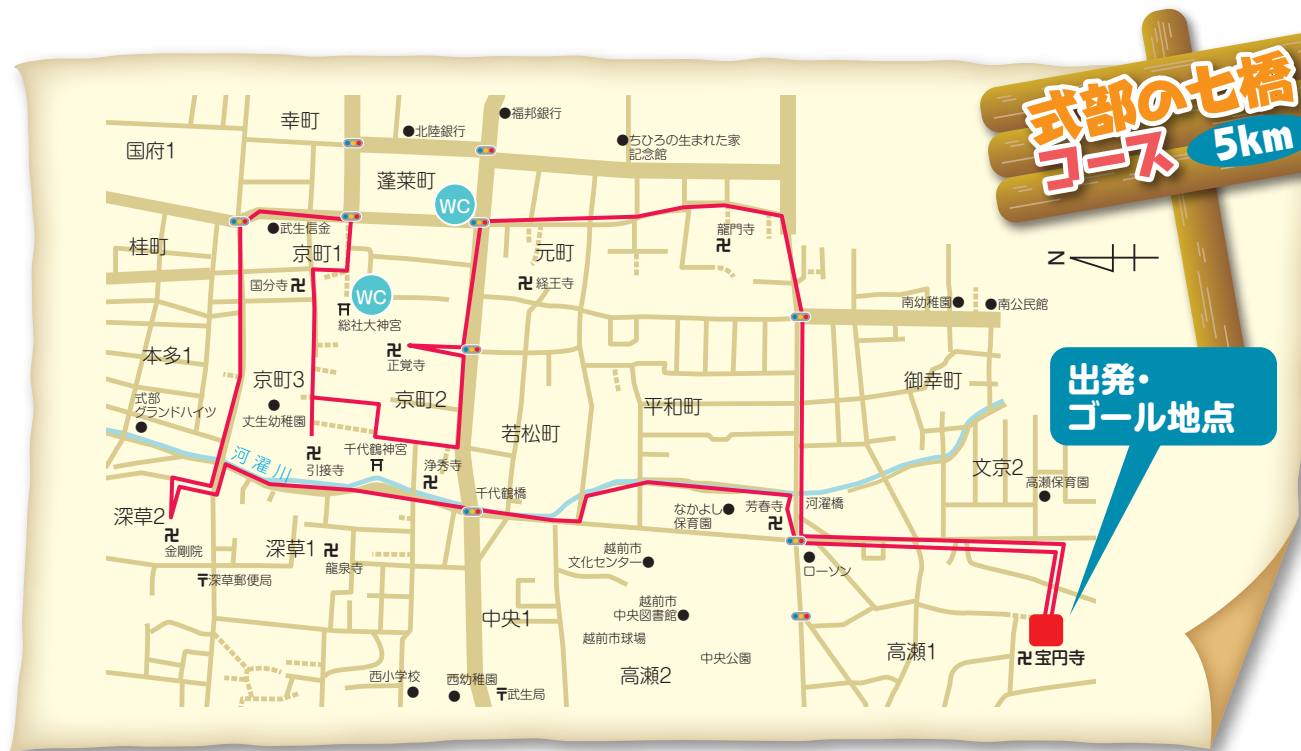 式部の七橋
コース 5km
出発・
ゴール地点
幸町
国府1
北陸銀行
福邦銀行
ちひろの生まれた家
記念館
蓬莱町
WC
武生信金
桂町
京町1
元町
龍門寺
N
国分寺
WC
経王寺
総社大神宮
南幼稚園
南公民館
本多1
正覚寺
京町3
京町2
御幸町
式部
グランドハイツ
平和町
丈生幼稚園
若松町
河濯川
千代鶴神宮
引接寺
浄秀寺
文京2
高瀬保育園
千代鶴橋
なかよし
保育園
芳春寺
河濯橋
深草2
金剛院
深草1
龍泉寺
越前市
文化センター
ローソン
〒深草郵便局
越前市
中央図書館
中央1
越前市球場
中央公園
高瀬1
宝円寺
高瀬2
西小学校
西幼稚園
〒武生局